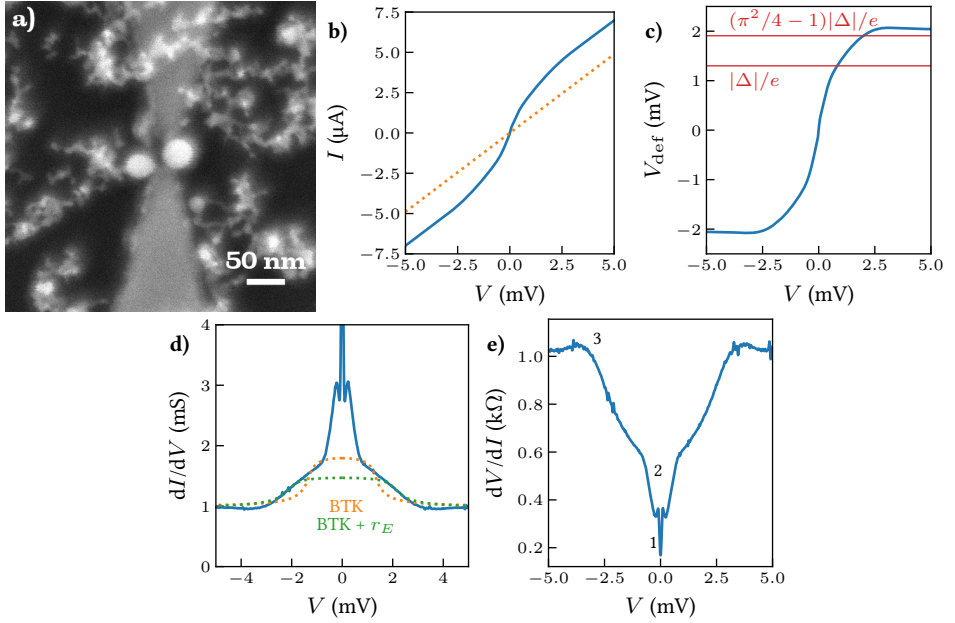 a)
50 nm
b)
I (μA)
7.5
5.0
2.5
0.0
−2.5
−5.0
−7.5
−5.0 −2.5 0.0 2.5 5.0
V (mV)
c)
V_def (mV)
2
1
0
−1
−2
(π²/4 − 1)|Δ|/e
|Δ|/e
−5.0 −2.5 0.0 2.5 5.0
V (mV)
d)
dI/dV (mS)
4
3
2
1
0
BTK
BTK + r_E
−4 −2 0 2 4
V (mV)
e)
dV/dI (kΩ)
1.0
0.8
0.6
0.4
0.2
3
2
1
−5.0 −2.5 0.0 2.5 5.0
V (mV)